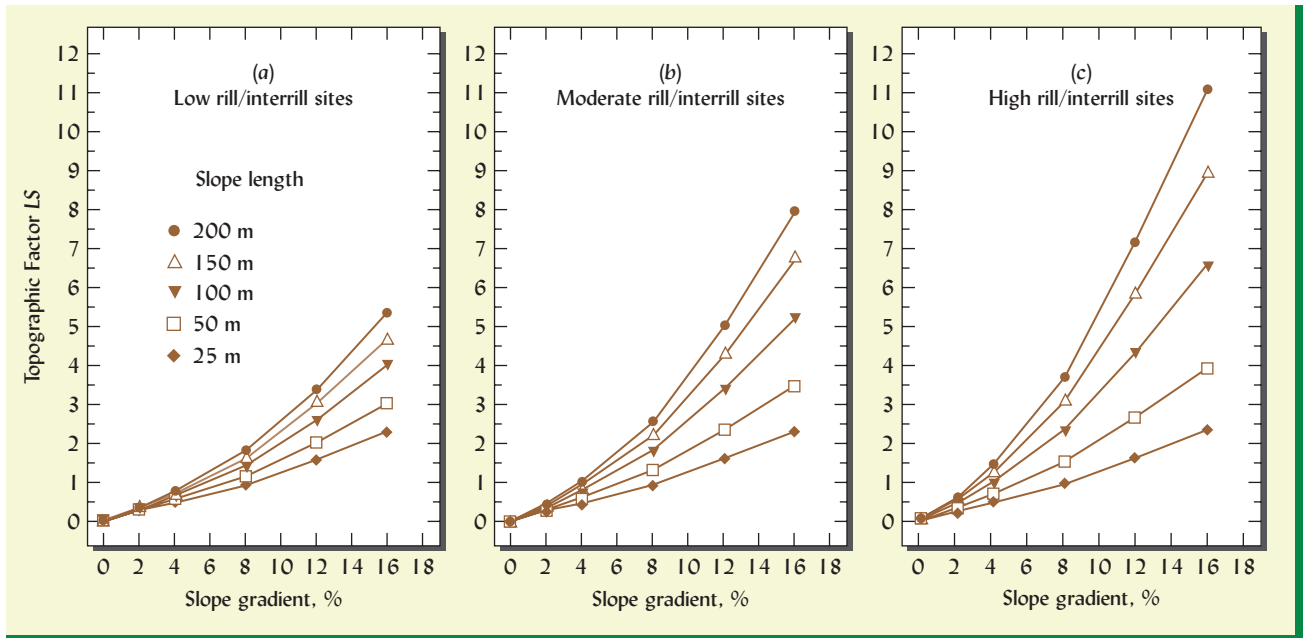 Topographic Factor LS
12
11
10
9
8
7
6
5
4
3
2
1
0
(a)
Low rill/interrill sites
Slope length
200 m
150 m
100 m
50 m
25 m
0 2 4 6 8 10 12 14 16 18
Slope gradient, %
12
11
10
9
8
7
6
5
4
3
2
1
0
(b)
Moderate rill/interrill sites
0 2 4 6 8 10 12 14 16 18
Slope gradient, %
12
11
10
9
8
7
6
5
4
3
2
1
0
(c)
High rill/interrill sites
0 2 4 6 8 10 12 14 16 18
Slope gradient, %